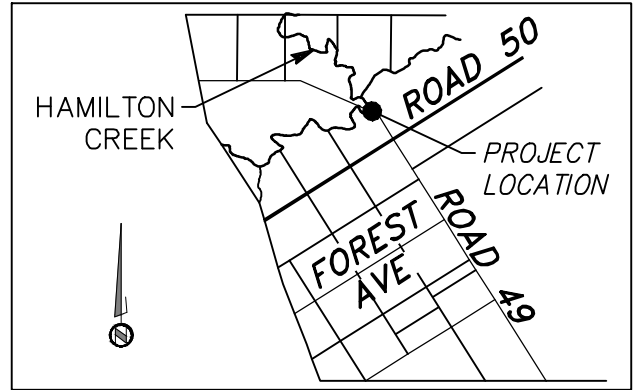 ROAD 50
HAMILTON
CREEK
PROJECT
LOCATION
ROAD 49
FOREST
AVE